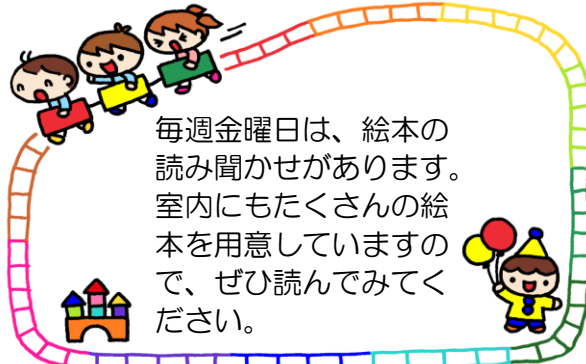 毎週金曜日は、絵本の
読み聞かせがあります。
室内にもたくさんの絵
本を用意していますの
で、ぜひ読んでみてく
ださい。